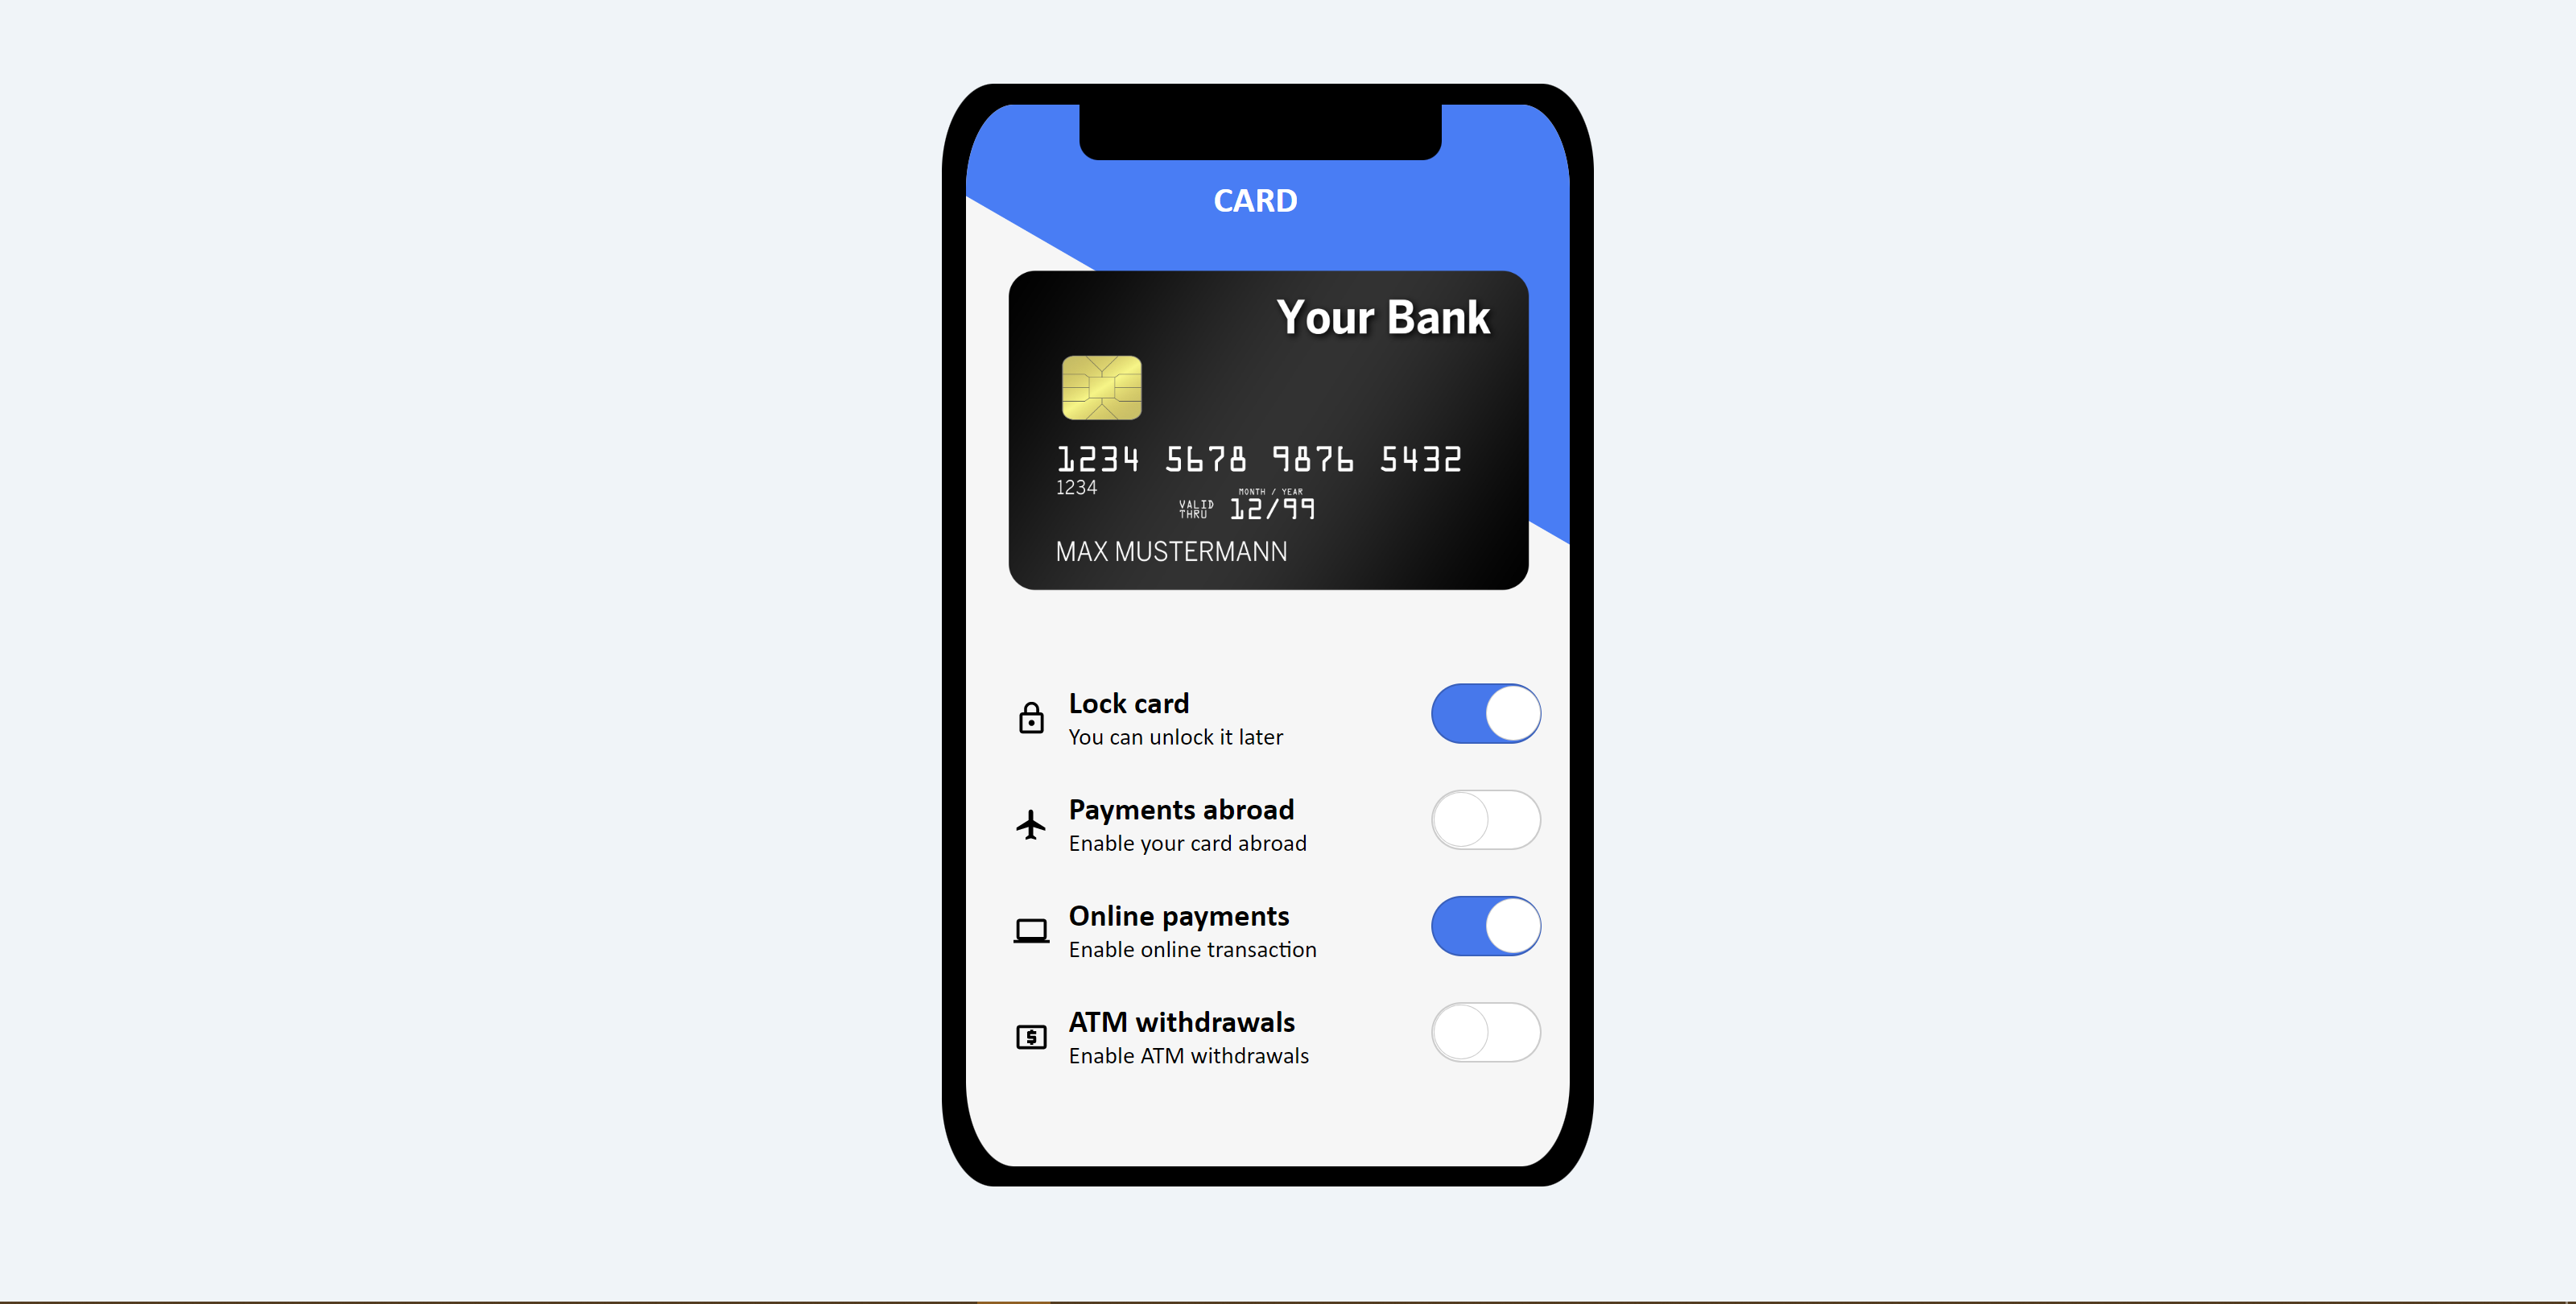 CARD
Your Bank
1234 5678 9876 5432
1234
MONTH / YEAR
VALID
THRU
12/99
MAX MUSTERMANN
Lock card
You can unlock it later
Payments abroad
Enable your card abroad
Online payments
Enable online transaction
ATM withdrawals
Enable ATM withdrawals